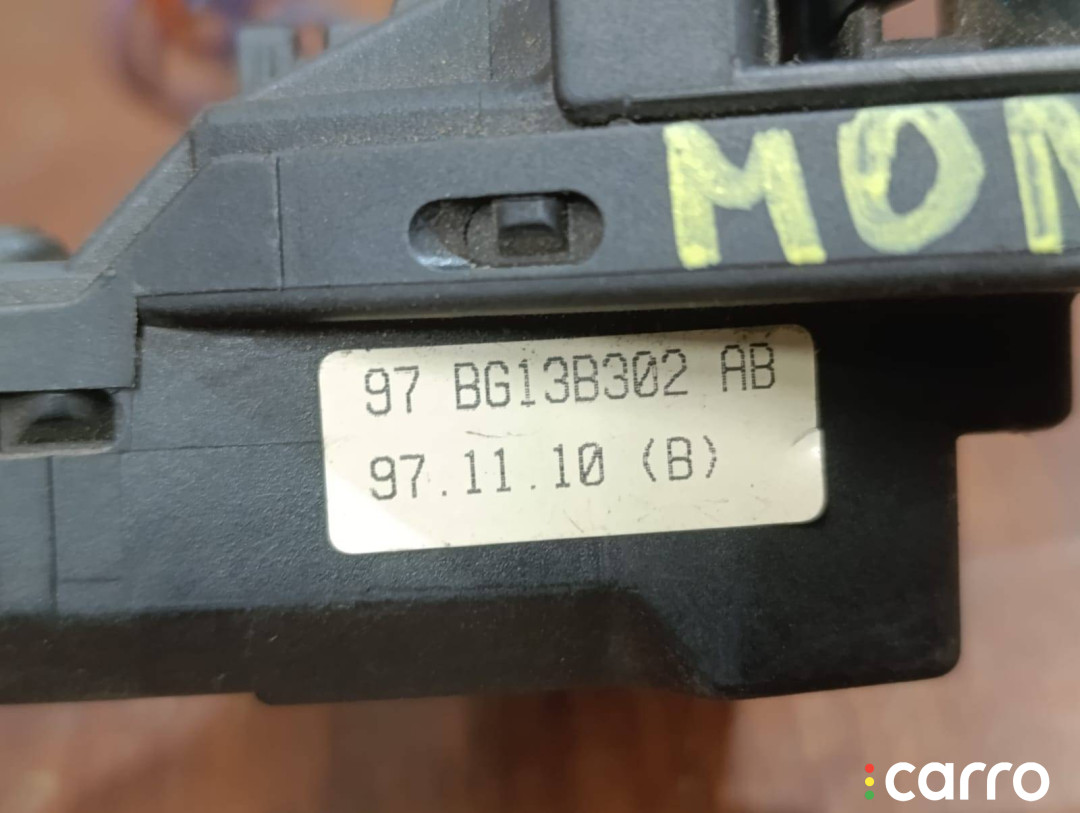 MON
97 BG13B302 AB
97.11.10 (B)
carro